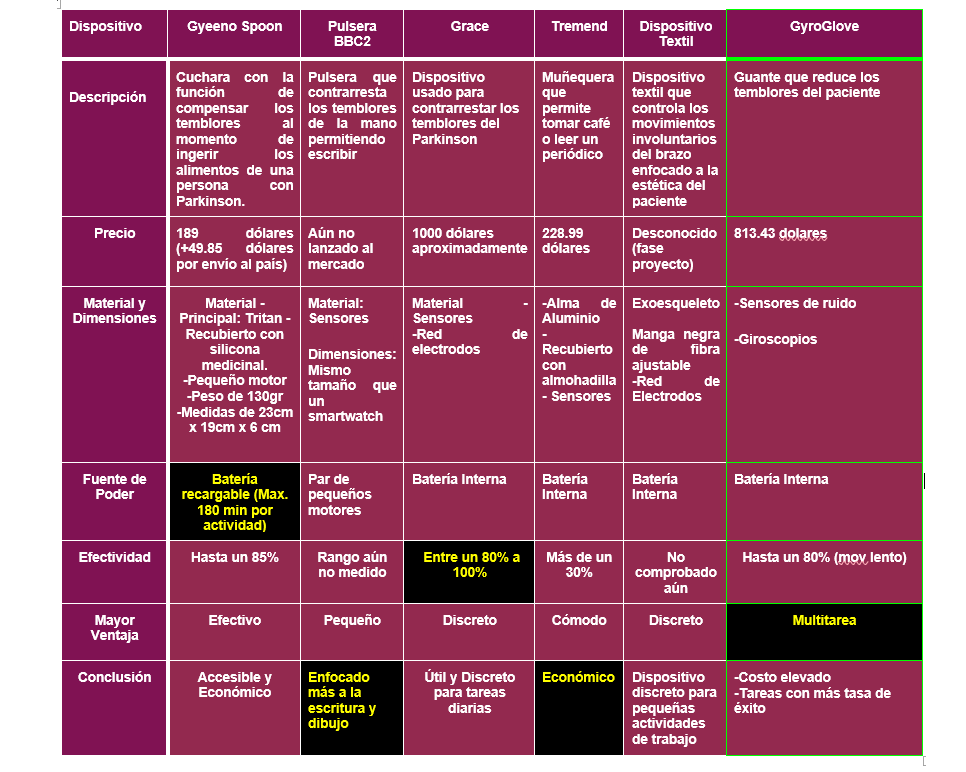 Dispositivo
Gyeeno Spoon
Pulsera
BBC2
Grace
Tremend
Dispositivo
Textil
GyroGlove
Descripción
Cuchara con la
función de
compensar los
temblores al
momento de
ingerir los
alimentos de una
persona con
Parkinson.
Pulsera que
contrarresta
los temblores
de la mano
permitiendo
escribir
Dispositivo
usado para
contrarrestar los
temblores del
Parkinson
Muñequera
que
permite
tomar café
o leer un
periódico
Dispositivo
textil que
controla los
movimientos
involuntarios
del brazo
enfocado a la
estética del
paciente
Guante que reduce los
temblores del paciente
Precio
189 dólares
(+49.85 dólares
por envío al país)
Aún no
lanzado al
mercado
1000 dólares
aproximadamente
228.99
dólares
Desconocido
(fase
proyecto)
813.43 dolares
Material y
Dimensiones
Material -
Principal: Tritan -
Recubierto con
silicona
medicinal.
-Pequeño motor
-Peso de 130gr
-Medidas de 23cm
x 19cm x 6 cm
Material:
Sensores
Dimensiones:
Mismo
tamaño que
un
smartwatch
Material -
Sensores
-Red de
electrodos
-Alma de
Aluminio
-
Recubierto
con
almohadilla
- Sensores
Exoesqueleto
Manga negra
de fibra
ajustable
-Red de
Electrodos
-Sensores de ruido
-Giroscopios
Fuente de
Poder
Batería
recargable (Max.
180 min por
actividad)
Par de
pequeños
motores
Batería Interna
Batería
Interna
Batería
Interna
Batería Interna
Efectividad
Hasta un 85%
Rango aún
no medido
Entre un 80% a
100%
Más de un
30%
No
comprobado
aún
Hasta un 80% (mov lento)
Mayor
Ventaja
Efectivo
Pequeño
Discreto
Cómodo
Discreto
Multitarea
Conclusión
Accesible y
Económico
Enfocado
más a la
escritura y
dibujo
Útil y Discreto
para tareas
diarias
Económico
Dispositivo
discreto para
pequeñas
actividades
de trabajo
-Costo elevado
-Tareas con más tasa de
éxito